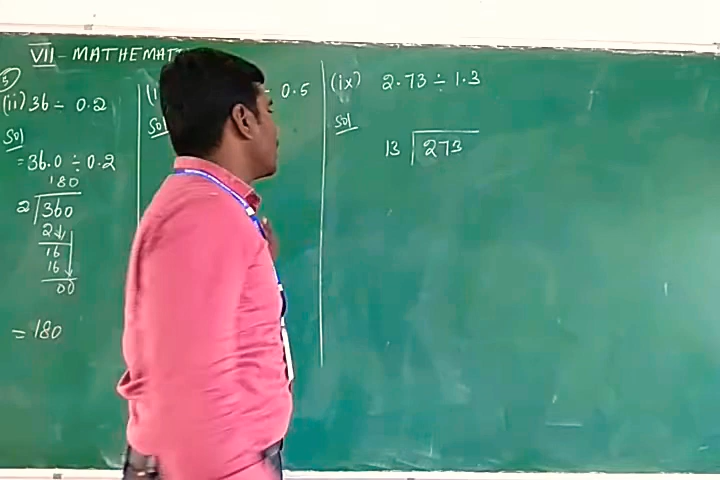 VII - MATHEMAT
5
(ii) 36 ÷ 0.2
Sol
= 36.0 ÷ 0.2
180
2 360
2
16
16
00
= 180
0.5
Sol
(ix) 2.73 ÷ 1.3
Sol
13 273